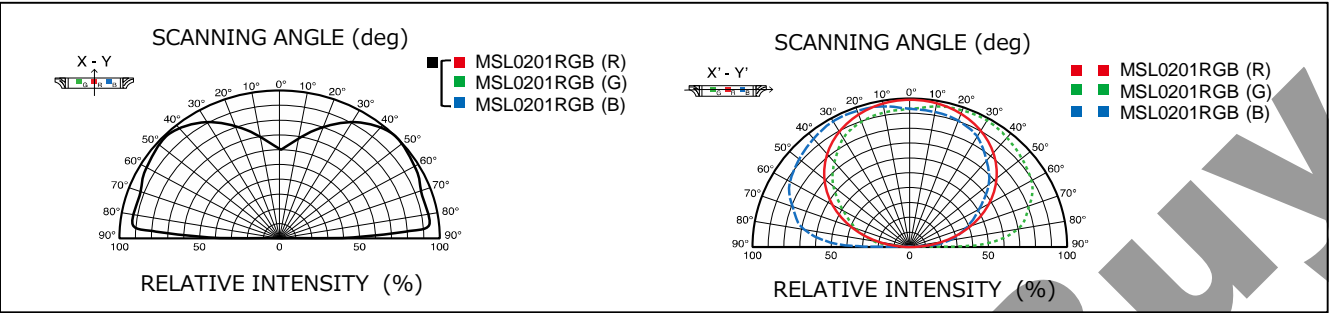 SCANNING ANGLE (deg)
X - Y
G R B
MSL0201RGB (R)
MSL0201RGB (G)
MSL0201RGB (B)
90° 80° 70° 60° 50° 40° 30° 20° 10° 0° 10° 20° 30° 40° 50° 60° 70° 80° 90°
100 50 0 50 100
RELATIVE INTENSITY (%)
SCANNING ANGLE (deg)
X' - Y'
G R B
MSL0201RGB (R)
MSL0201RGB (G)
MSL0201RGB (B)
90° 80° 70° 60° 50° 40° 30° 20° 10° 0° 10° 20° 30° 40° 50° 60° 70° 80° 90°
100 50 0 50 100
RELATIVE INTENSITY (%)